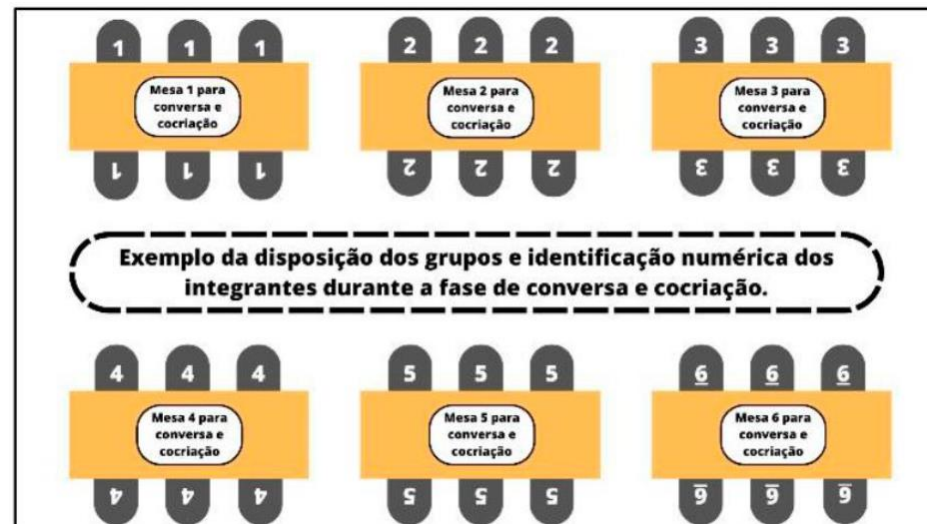 1 1 1
Mesa 1 para
conversa e
cocriação
1 1 1
2 2 2
Mesa 2 para
conversa e
cocriação
2 2 2
3 3 3
Mesa 3 para
conversa e
cocriação
3 3 3
Exemplo da disposição dos grupos e identificação numérica dos
integrantes durante a fase de conversa e cocriação.
4 4 4
Mesa 4 para
conversa e
cocriação
4 4 4
5 5 5
Mesa 5 para
conversa e
cocriação
5 5 5
6 6 6
Mesa 6 para
conversa e
cocriação
6 6 6